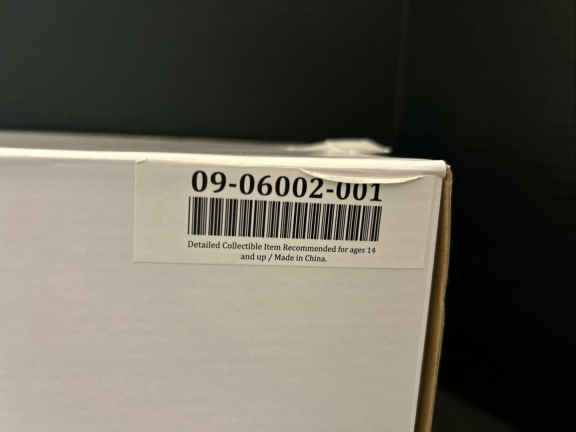 09-06002-001
Detailed Collectible Item Recommended for ages 14
and up / Made in China.